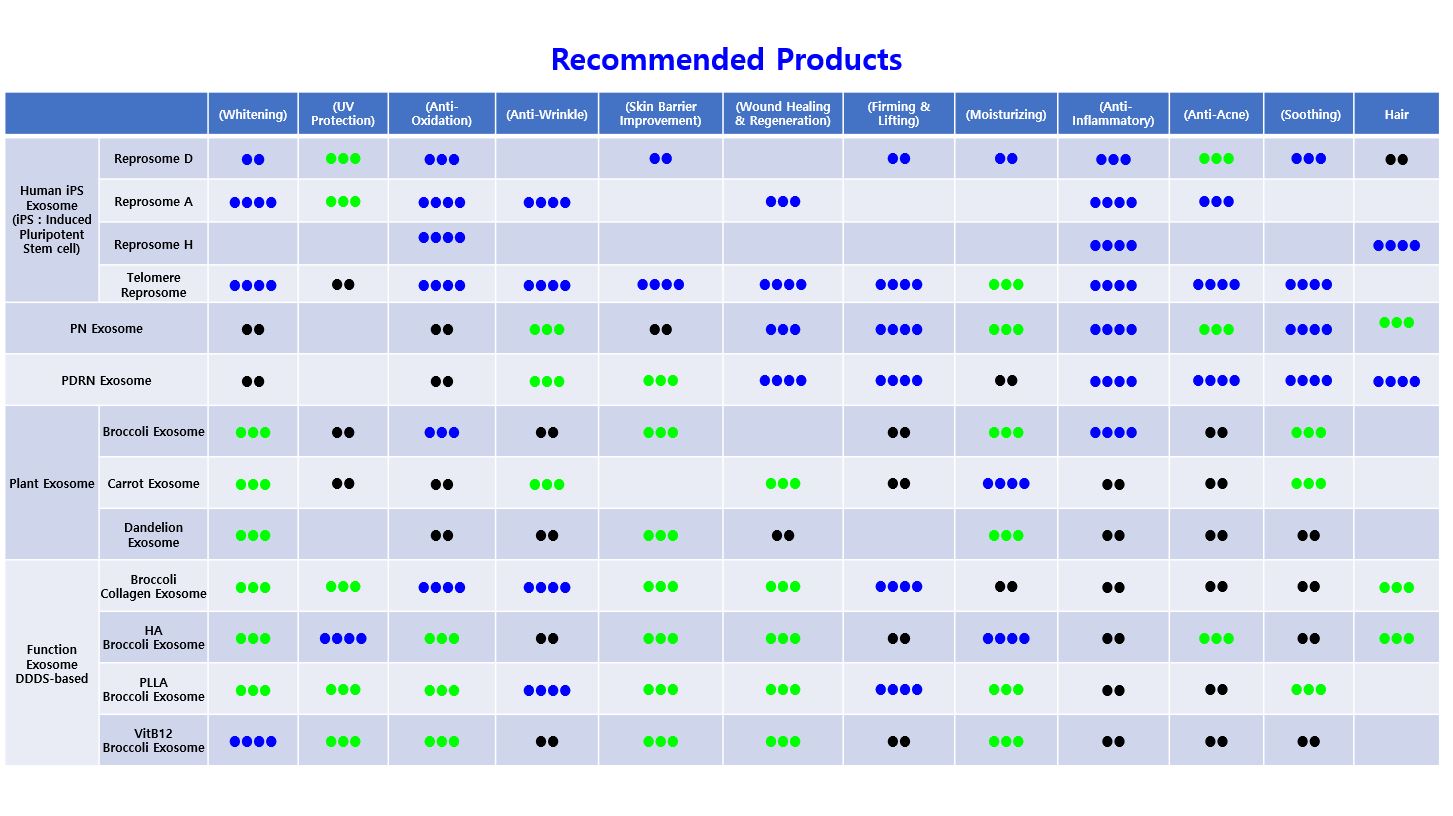 Recommended Products
(Whitening)
(UV
Protection)
(Anti-
Oxidation)
(Anti-Wrinkle)
(Skin Barrier
Improvement)
(Wound Healing
& Regeneration)
(Firming &
Lifting)
(Moisturizing)
(Anti-
Inflammatory)
(Anti-Acne)
(Soothing)
Hair
Human iPS
Exosome
(iPS : Induced
Pluripotent
Stem cell)
Reprosome D
Reprosome A
Reprosome H
Telomere
Reprosome
PN Exosome
PDRN Exosome
Plant Exosome
Broccoli Exosome
Carrot Exosome
Dandelion
Exosome
Function
Exosome
DDDS-based
Broccoli
Collagen Exosome
HA
Broccoli Exosome
PLLA
Broccoli Exosome
VitB12
Broccoli Exosome